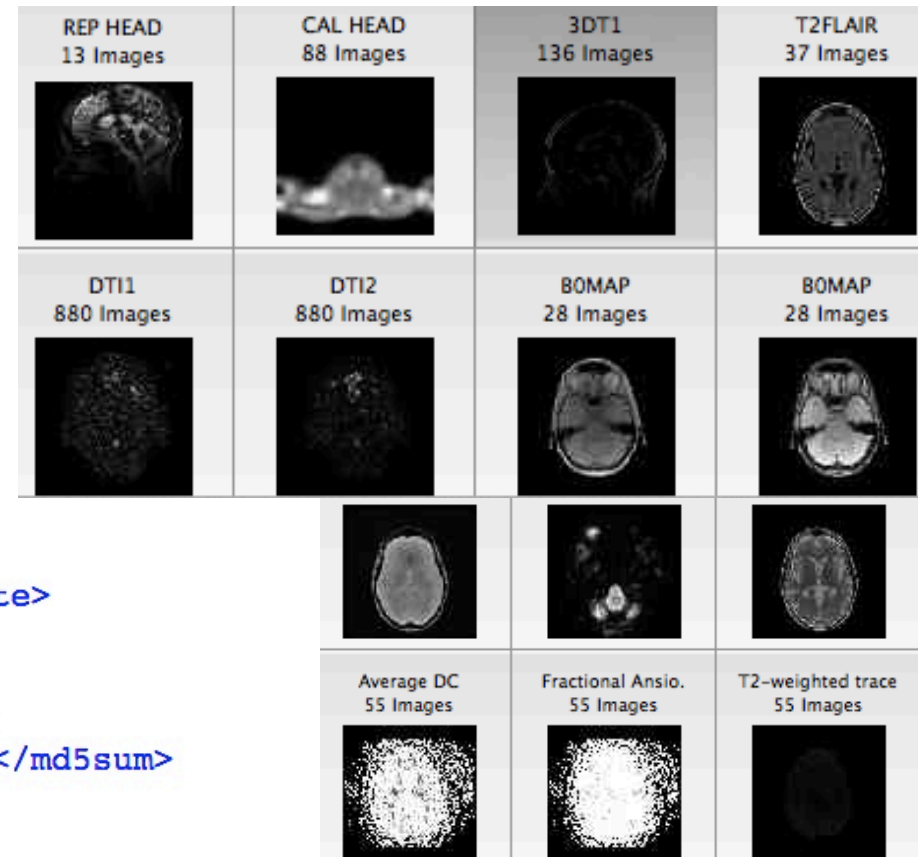 REP HEAD
13 Images
CAL HEAD
88 Images
3DT1
136 Images
T2FLAIR
37 Images
DTI1
880 Images
DTI2
880 Images
B0MAP
28 Images
B0MAP
28 Images
te>
</md5sum>
Average DC
55 Images
Fractional Ansio.
55 Images
T2-weighted trace
55 Images